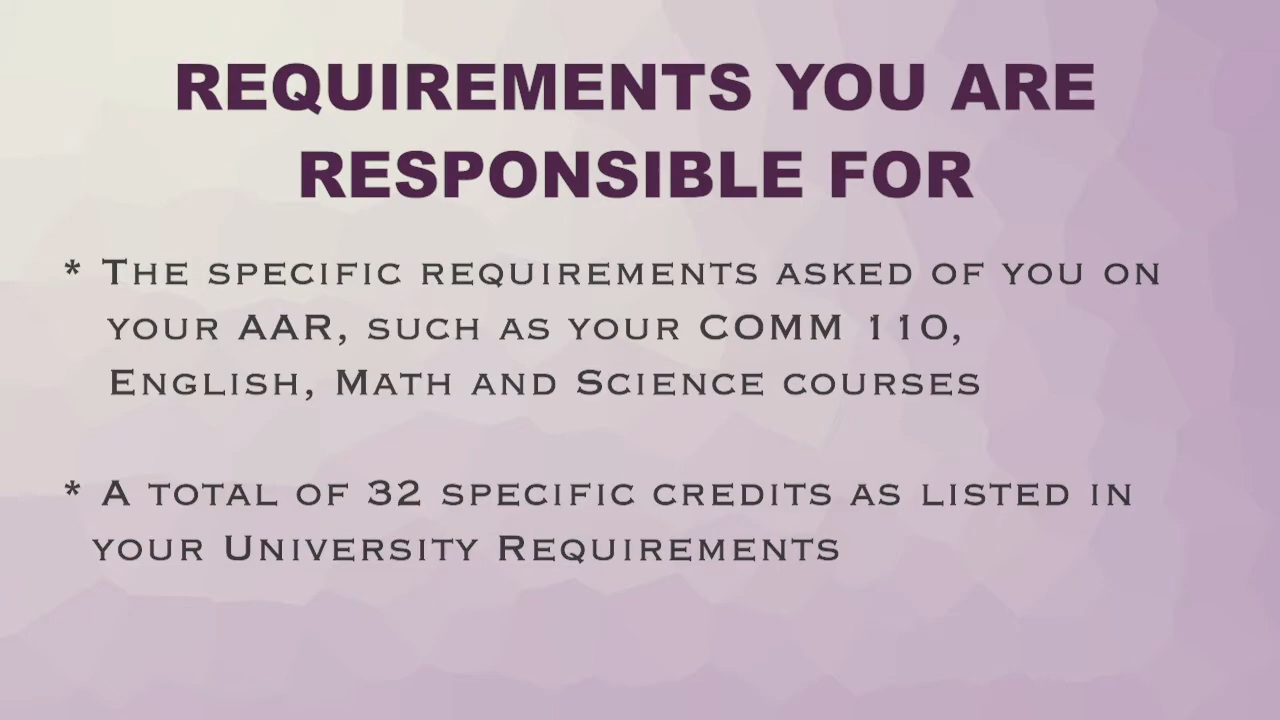 REQUIREMENTS YOU ARE
RESPONSIBLE FOR
* The specific requirements asked of you on
your AAR, such as your COMM 110,
English, Math and Science courses
* A total of 32 specific credits as listed in
your University Requirements